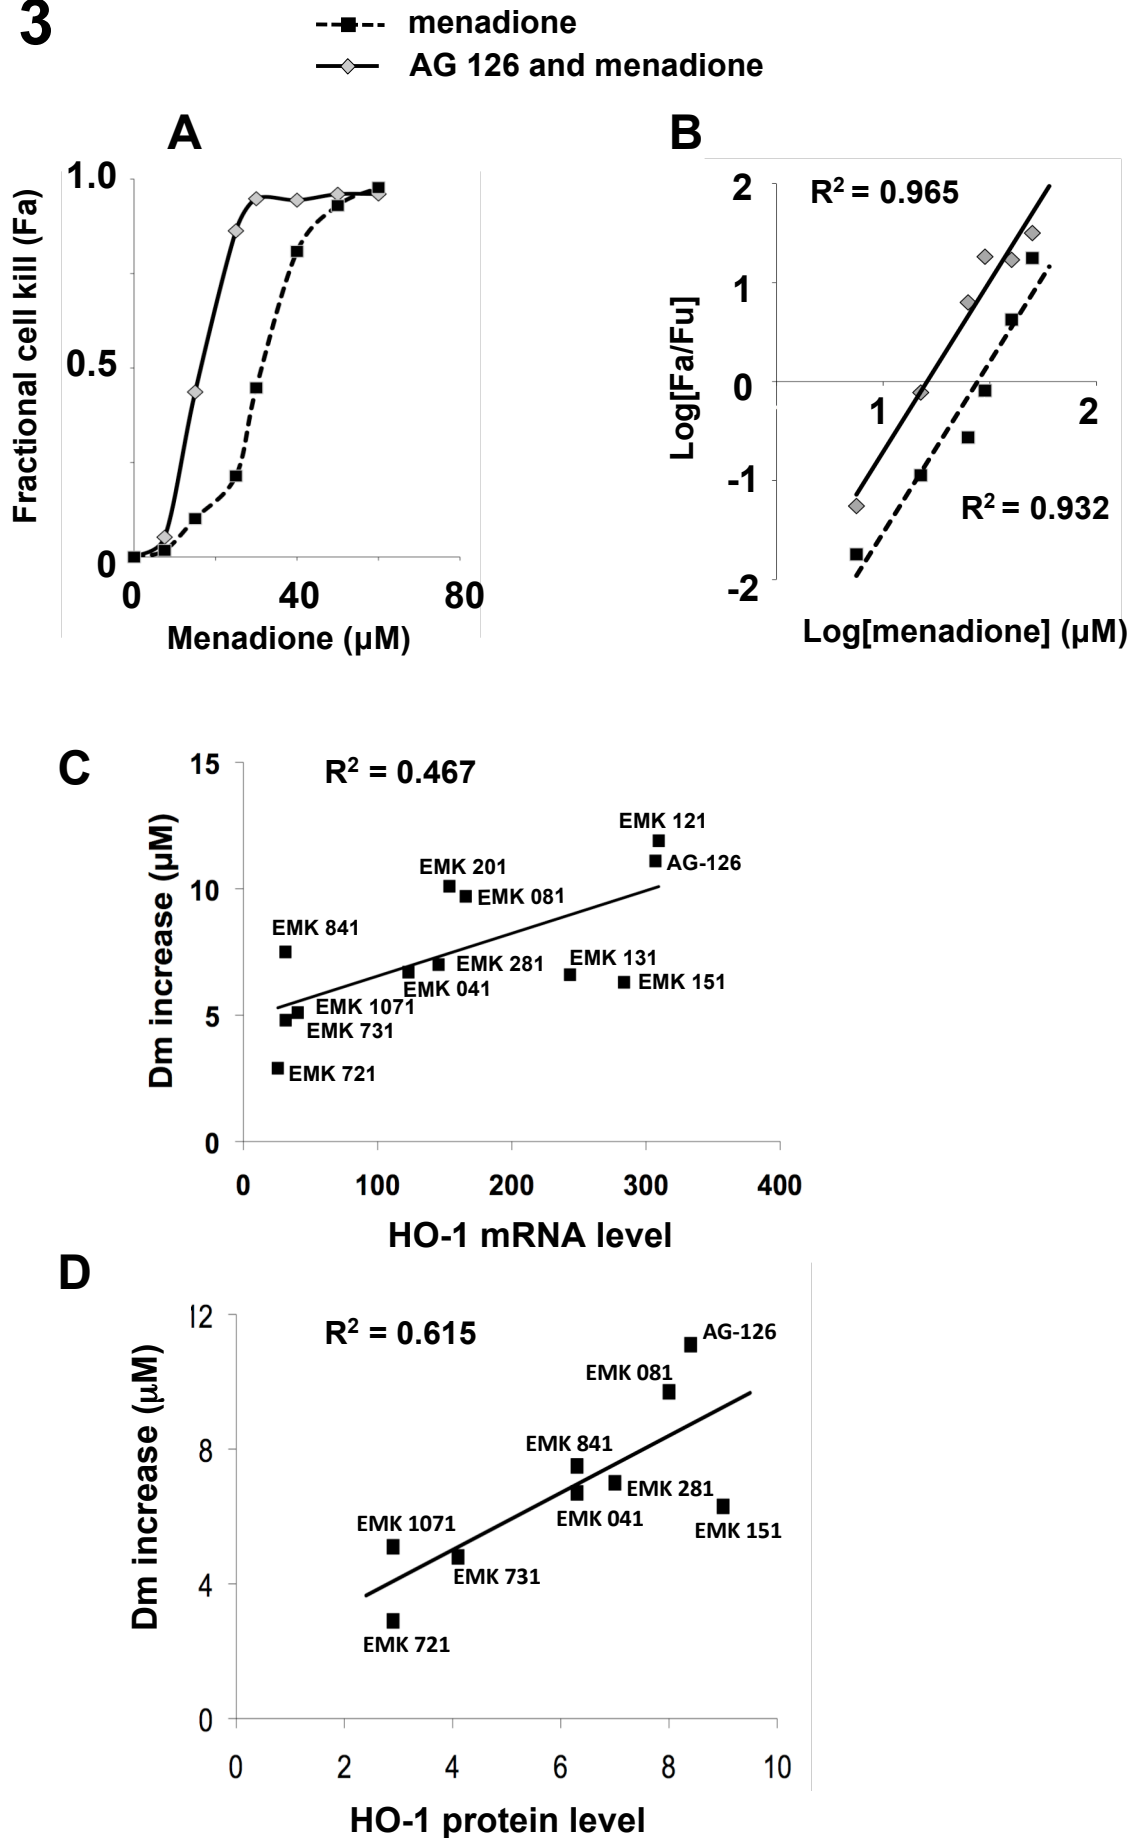 3
menadione
AG 126 and menadione
A
Fractional cell kill (Fa)
1.0
0.5
0
0
40
80
Menadione (µM)
B
Log[Fa/Fu]
2
1
0
-1
-2
R² = 0.965
1
2
R² = 0.932
Log[menadione] (µM)
C
R² = 0.467
Dm increase (µM)
15
10
5
0
EMK 121
AG-126
EMK 201
EMK 081
EMK 841
EMK 281
EMK 131
EMK 041
EMK 151
EMK 1071
EMK 731
EMK 721
0
100
200
300
400
HO-1 mRNA level
D
R² = 0.615
Dm increase (µM)
12
8
4
0
AG-126
EMK 081
EMK 841
EMK 281
EMK 041
EMK 151
EMK 1071
EMK 731
EMK 721
0
2
4
6
8
10
HO-1 protein level